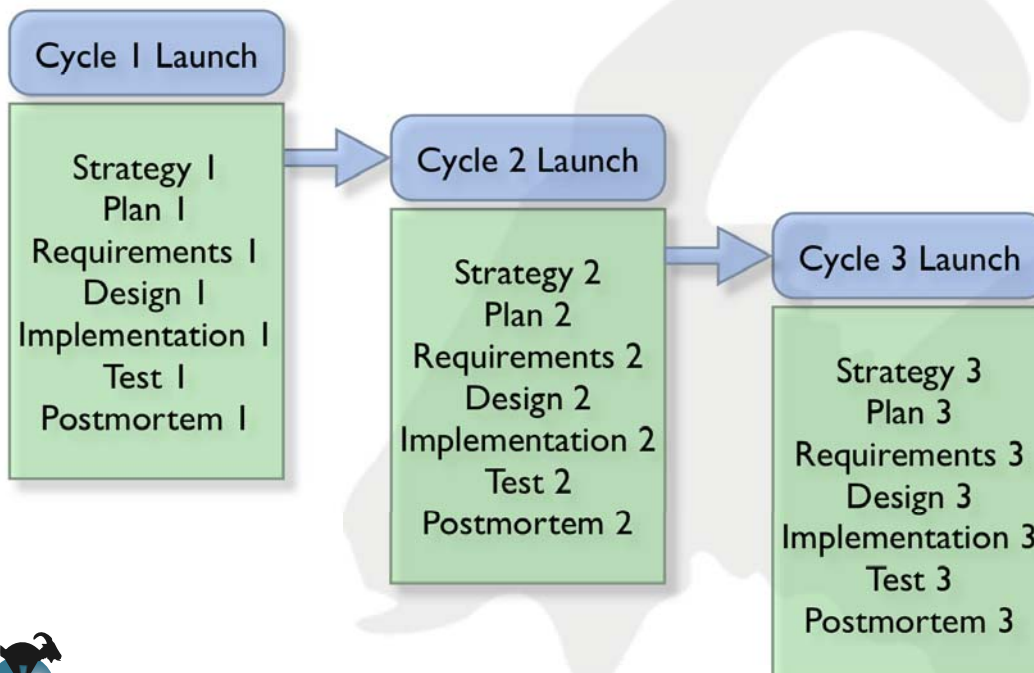 Cycle 1 Launch
Strategy 1
Plan 1
Requirements 1
Design 1
Implementation 1
Test 1
Postmortem 1
Cycle 2 Launch
Strategy 2
Plan 2
Requirements 2
Design 2
Implementation 2
Test 2
Postmortem 2
Cycle 3 Launch
Strategy 3
Plan 3
Requirements 3
Design 3
Implementation 3
Test 3
Postmortem 3